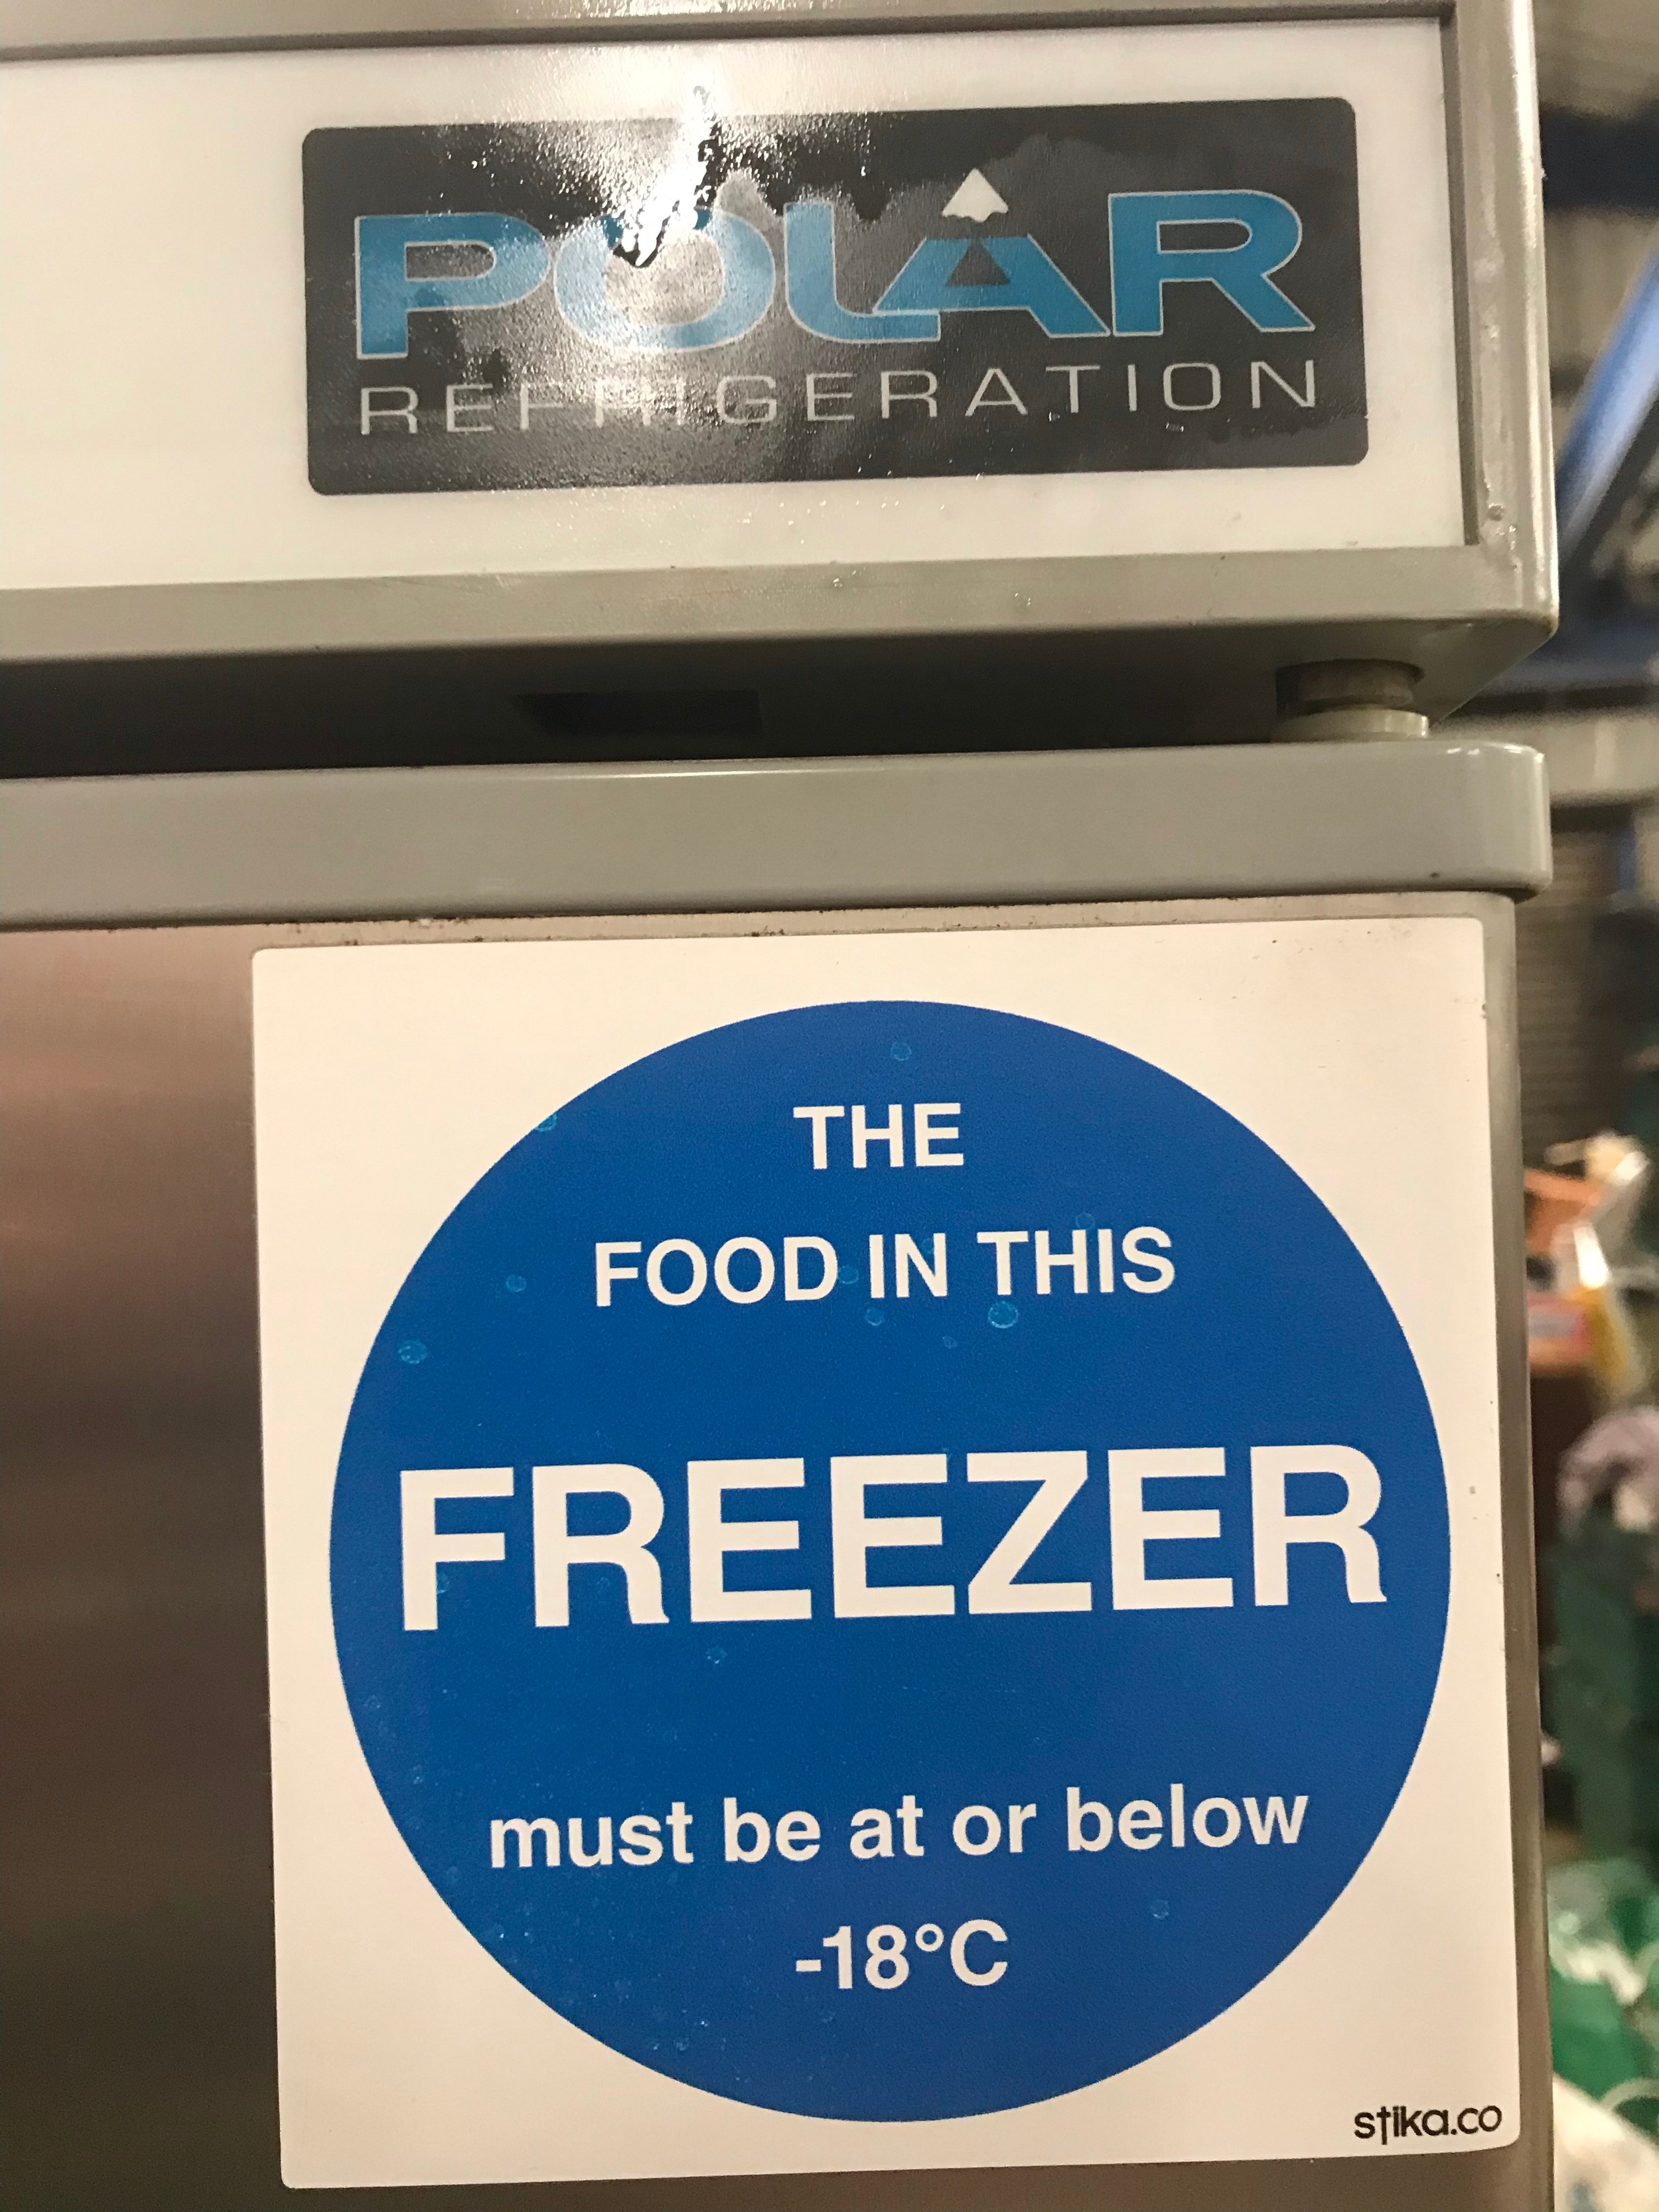 POLAR
REFRIGERATION
THE
FOOD IN THIS
FREEZER
must be at or below
-18°C
stika.co